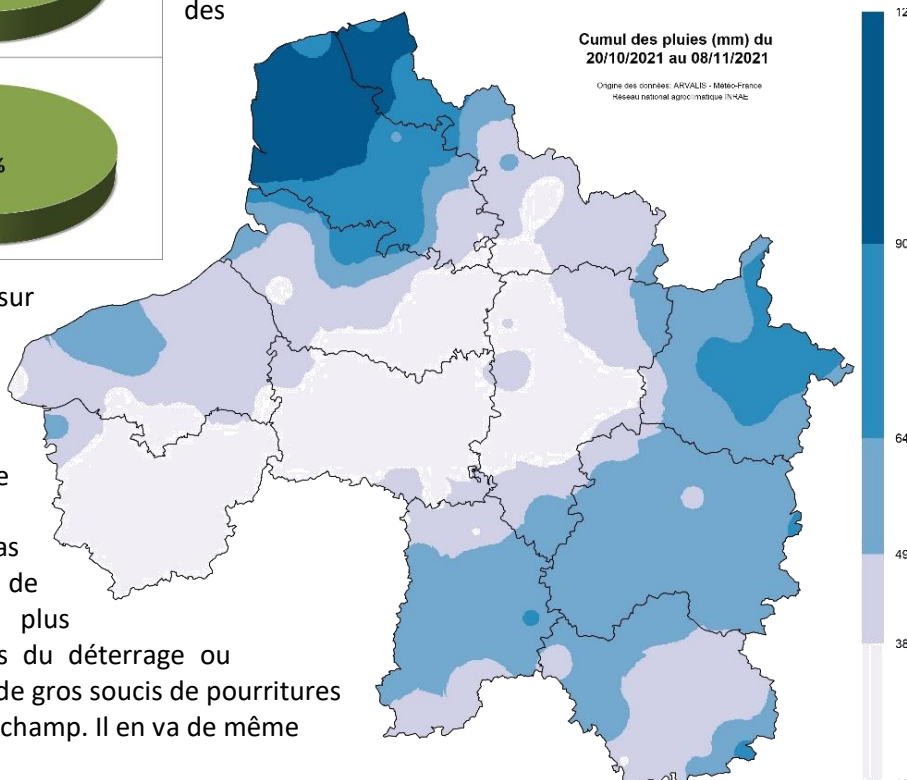 des
Cumul des pluies (mm) du
20/10/2021 au 08/11/2021
Origine des données: ARVALIS - Météo-France
Réseau national agroclimatique INRAE
%
sur
e
as
de
plus
s du déterrage ou
de gros soucis de pourritures
champ. Il en va de même
12
90
64
49
38